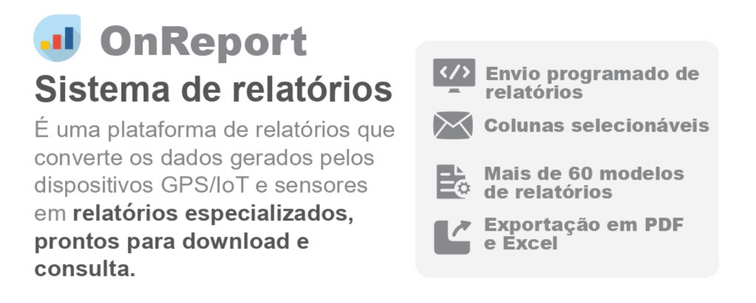 OnReport
Sistema de relatórios
É uma plataforma de relatórios que
converte os dados gerados pelos
dispositivos GPS/IoT e sensores
em relatórios especializados,
prontos para download e
consulta.
Envio programado de
relatórios
Colunas selecionáveis
Mais de 60 modelos
de relatórios
Exportação em PDF
e Excel